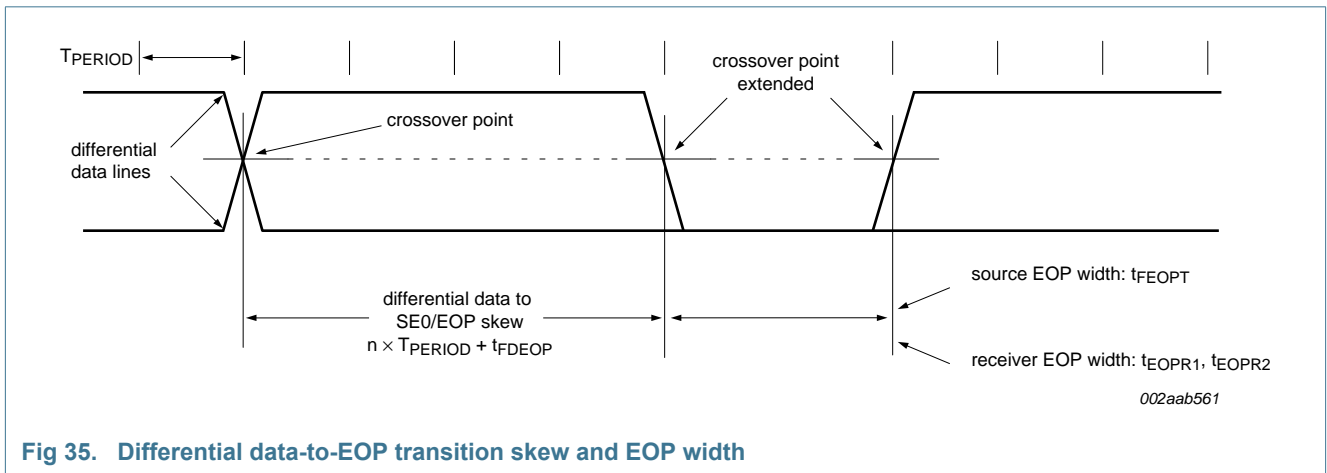 TPERIOD
crossover point
extended
crossover point
differential
data lines
differential data to
SE0/EOP skew
n × TPERIOD + tFDEOP
source EOP width: tFEOPT
receiver EOP width: tEOPR1, tEOPR2
002aab561
Fig 35. Differential data-to-EOP transition skew and EOP width